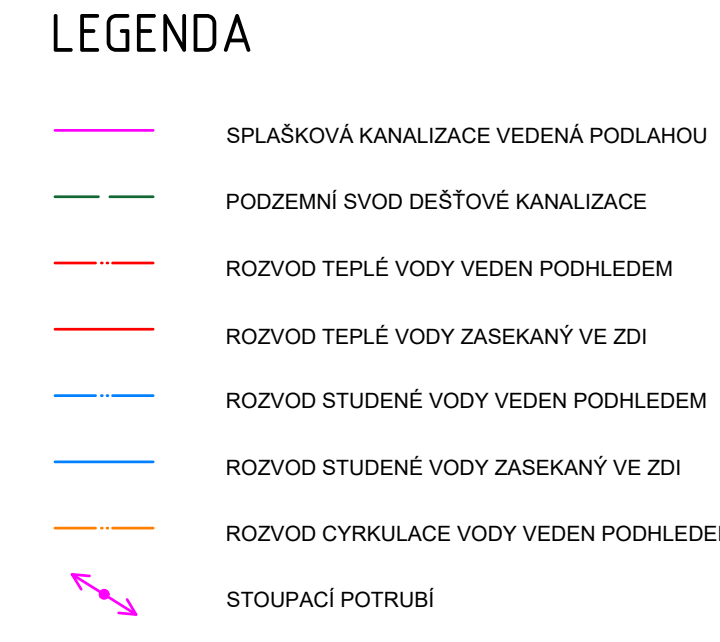 LEGENDA
SPLAŠKOVÁ KANALIZACE VEDENÁ PODLAHOU
PODZEMNÍ SVOD DEŠŤOVÉ KANALIZACE
ROZVOD TEPLÉ VODY VEDEN PODHLEDEM
ROZVOD TEPLÉ VODY ZASEKANÝ VE ZDI
ROZVOD STUDENÉ VODY VEDEN PODHLEDEM
ROZVOD STUDENÉ VODY ZASEKANÝ VE ZDI
ROZVOD CYRKULACE VODY VEDEN PODHLEDEM
STOUPACÍ POTRUBÍ